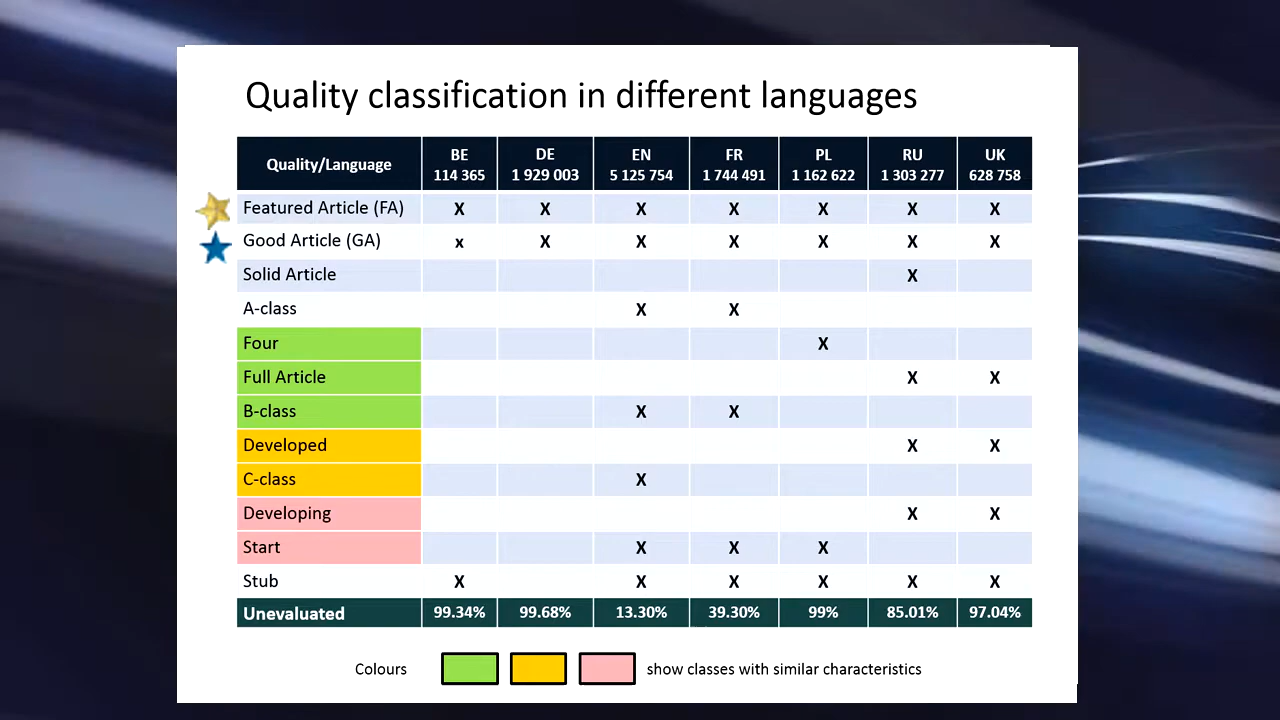 Quality classification in different languages
Quality/Language BE 114 365 DE 1 929 003 EN 5 125 754 FR 1 744 491 PL 1 162 622 RU 1 303 277 UK 628 758
Featured Article (FA) X X X X X X X
Good Article (GA) x X X X X X X
Solid Article X
A-class X X
Four X
Full Article X X
B-class X X
Developed X X
C-class X
Developing X X
Start X X X
Stub X X X X X X
Unevaluated 99.34% 99.68% 13.30% 39.30% 99% 85.01% 97.04%
Colours show classes with similar characteristics